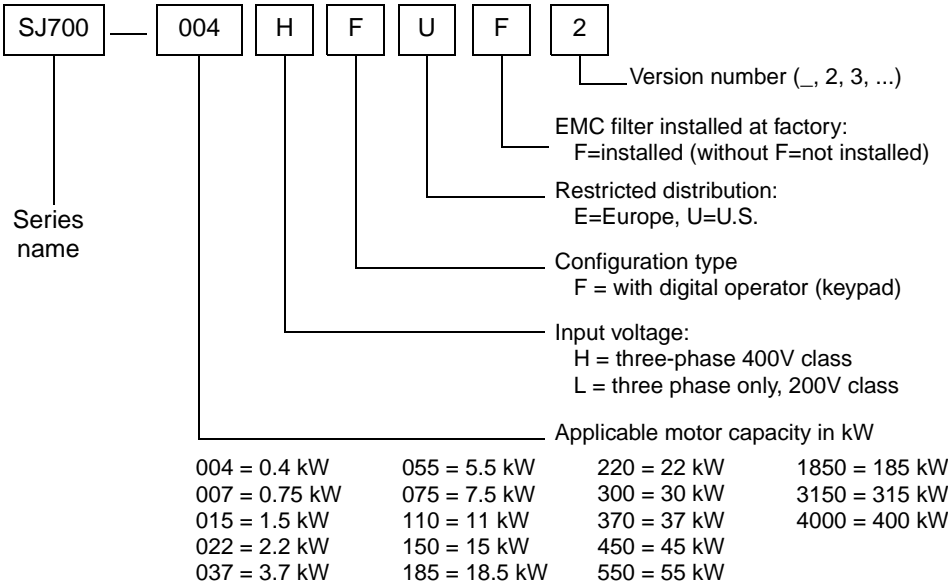 SJ700 — 004 H F U F 2
Version number (_, 2, 3, ...)
EMC filter installed at factory:
F=installed (without F=not installed)
Restricted distribution:
E=Europe, U=U.S.
Series
name
Configuration type
F = with digital operator (keypad)
Input voltage:
H = three-phase 400V class
L = three phase only, 200V class
Applicable motor capacity in kW
004 = 0.4 kW 055 = 5.5 kW 220 = 22 kW 1850 = 185 kW
007 = 0.75 kW 075 = 7.5 kW 300 = 30 kW 3150 = 315 kW
015 = 1.5 kW 110 = 11 kW 370 = 37 kW 4000 = 400 kW
022 = 2.2 kW 150 = 15 kW 450 = 45 kW
037 = 3.7 kW 185 = 18.5 kW 550 = 55 kW